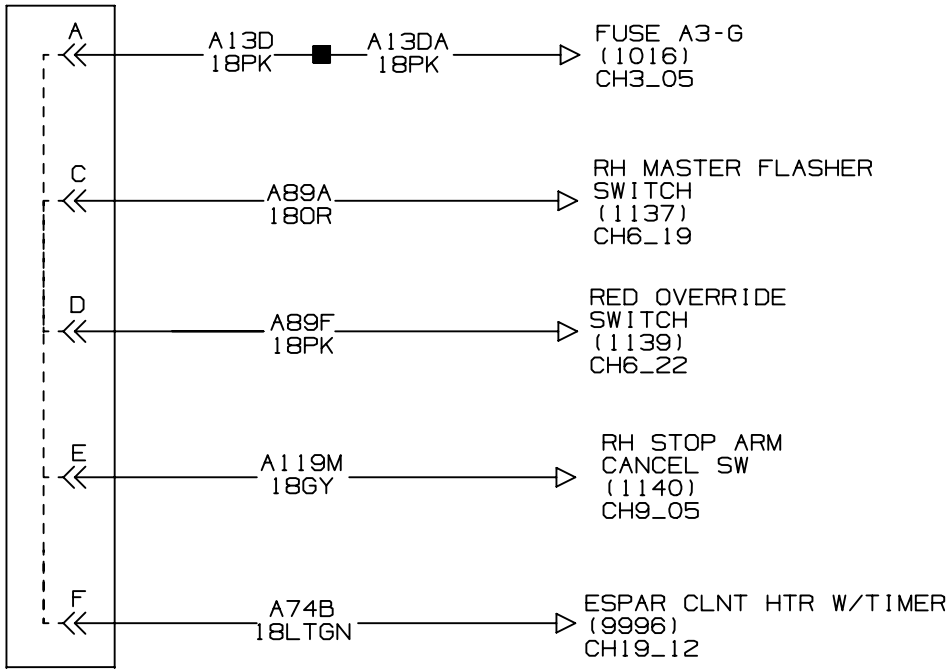 A
A13D
18PK
A13DA
18PK
FUSE A3-G
(1016)
CH3_05
C
A89A
18OR
RH MASTER FLASHER
SWITCH
(1137)
CH6_19
D
A89F
18PK
RED OVERRIDE
SWITCH
(1139)
CH6_22
E
A119M
18GY
RH STOP ARM
CANCEL SW
(1140)
CH9_05
F
A74B
18LTGN
ESPAR CLNT HTR W/TIMER
(9996)
CH19_12